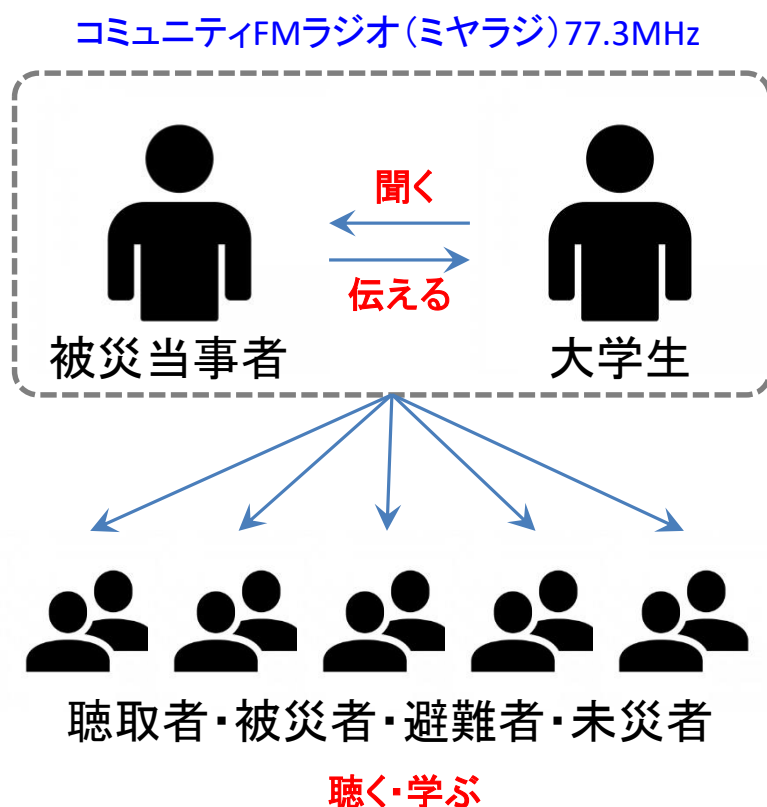 コミュニティFMラジオ（ミヤラジ）77.3MHz
聞く
伝える
被災当事者
大学生
聴取者・被災者・避難者・未災者
聴く・学ぶ